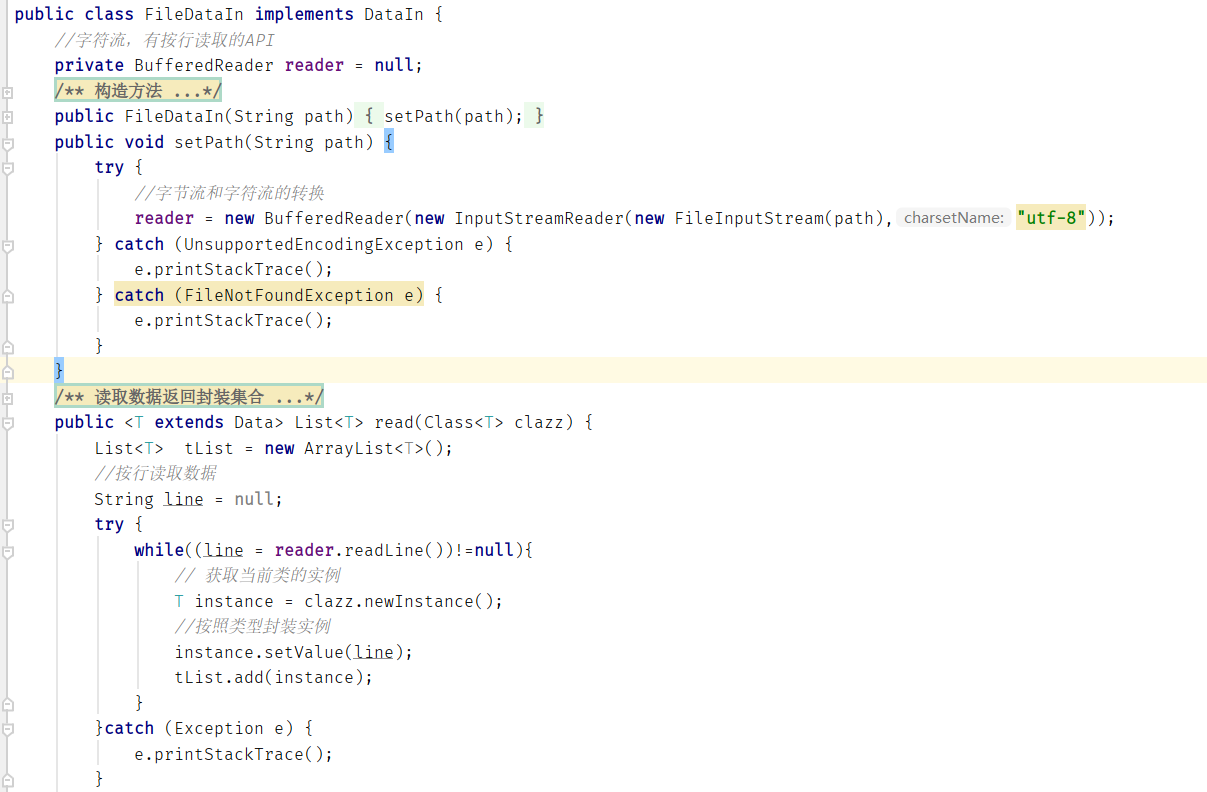 public class FileDataIn implements DataIn {
//字符流，有按行读取的API
private BufferedReader reader = null;
/** 构造方法 ...*/
public FileDataIn(String path) { setPath(path); }
public void setPath(String path) {
try {
//字节流和字符流的转换
reader = new BufferedReader(new InputStreamReader(new FileInputStream(path), charsetName: "utf-8"));
} catch (UnsupportedEncodingException e) {
e.printStackTrace();
} catch (FileNotFoundException e) {
e.printStackTrace();
}
}
/** 读取数据返回封装集合 ...*/
public <T extends Data> List<T> read(Class<T> clazz) {
List<T>  tList = new ArrayList<T>();
//按行读取数据
String line = null;
try {
while((line = reader.readLine())!=null){
// 获取当前类的实例
T instance = clazz.newInstance();
//按照类型封装实例
instance.setValue(line);
tList.add(instance);
}
}catch (Exception e) {
e.printStackTrace();
}